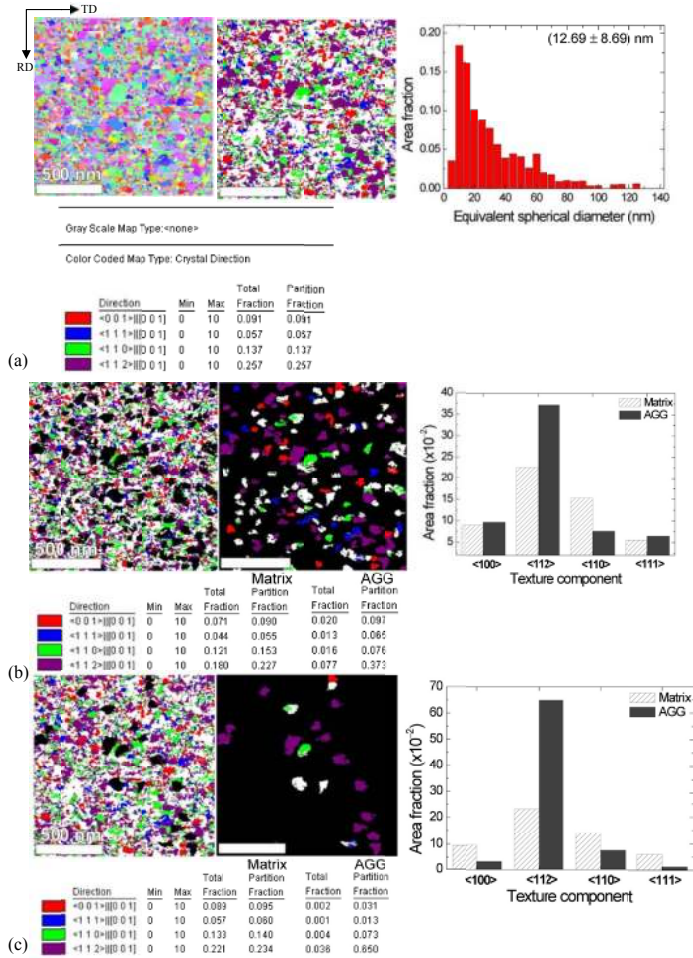 TD
RD
500 nm
(12.69 ± 8.69) nm
Area fraction
0.20
0.15
0.10
0.05
0.00
0 20 40 60 80 100 120 140
Equivalent spherical diameter (nm)
Gray Scale Map Type:<none>
Color Coded Map Type: Crystal Direction
Total Partition
Direction Min Max Fraction Fraction
<0 0 1>||[0 0 1] 0 10 0.091 0.091
<1 1 1>||[0 0 1] 0 10 0.057 0.057
<1 1 0>||[0 0 1] 0 10 0.137 0.137
<1 1 2>||[0 0 1] 0 10 0.257 0.257
(a)
500 nm
Area fraction (x10⁻²)
40
35
30
25
20
15
10
5
Matrix
AGG
<100> <112> <110> <111>
Texture component
Matrix AGG
Total Partition Total Partition
Direction Min Max Fraction Fraction Fraction Fraction
<0 0 1>||[0 0 1] 0 10 0.071 0.090 0.020 0.097
<1 1 1>||[0 0 1] 0 10 0.044 0.055 0.013 0.065
<1 1 0>||[0 0 1] 0 10 0.121 0.153 0.016 0.076
<1 1 2>||[0 0 1] 0 10 0.180 0.227 0.077 0.373
(b)
500 nm
Area fraction (x10⁻²)
70
60
50
40
30
20
10
0
Matrix
AGG
<100> <112> <110> <111>
Texture component
Matrix AGG
Total Partition Total Partition
Direction Min Max Fraction Fraction Fraction Fraction
<0 0 1>||[0 0 1] 0 10 0.089 0.095 0.002 0.031
<1 1 1>||[0 0 1] 0 10 0.057 0.060 0.001 0.013
<1 1 0>||[0 0 1] 0 10 0.133 0.140 0.004 0.073
<1 1 2>||[0 0 1] 0 10 0.221 0.234 0.036 0.650
(c)